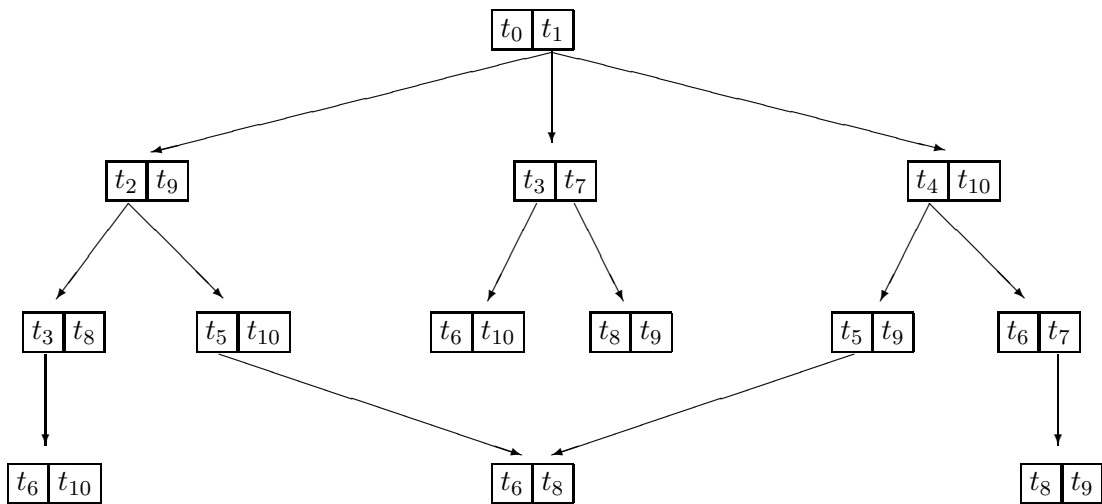 t₀ t₁
t₂ t₉ t₃ t₇ t₄ t₁₀
t₃ t₈ t₅ t₁₀ t₆ t₁₀ t₈ t₉ t₅ t₉ t₆ t₇
t₆ t₁₀ t₆ t₈ t₈ t₉